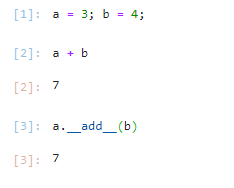 [1]: a = 3; b = 4;
[2]: a + b
[2]: 7
[3]: a.__add__(b)
[3]: 7